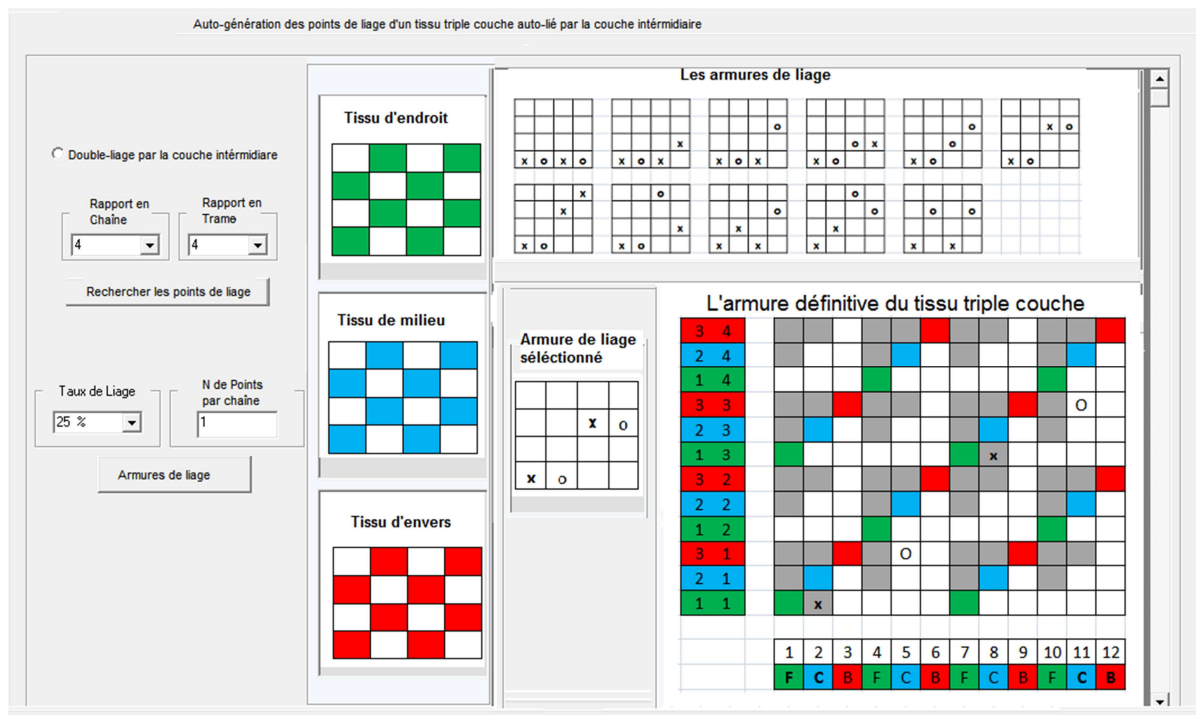 Auto-génération des points de liage d'un tissu triple couche auto-lié par la couche intérmidiaire
Double-liage par la couche intérmidiare
Rapport en
Chaîne
4
Rapport en
Trame
4
Rechercher les points de liage
Taux de Liage
25 %
N de Points
par chaîne
1
Armures de liage
Tissu d'endroit
Tissu de milieu
Tissu d'envers
Les armures de liage
o o x o
x x o o
x o x o x o x x o x x o x o x o
x o x
x o o o
x x o x o o
x o x o x x x x x
Armure de liage
séléctionné
x o
x o
L'armure définitive du tissu triple couche
3 4
2 4
1 4
3 3 O
2 3
1 3 x
3 2
2 2
1 2
3 1 O
2 1
1 1 x
1 2 3 4 5 6 7 8 9 10 11 12
F C B F C B F C B F C B